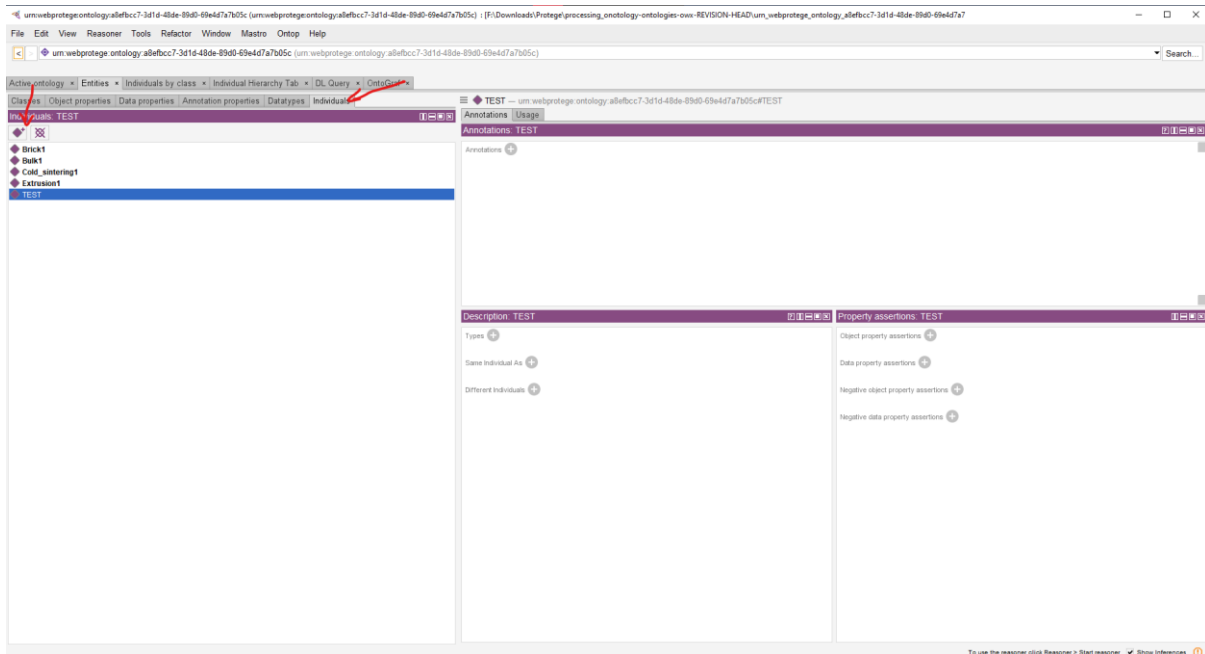 urn:webprotege:ontology:a8efbcc7-3d1d-48de-89d0-69e4d7a7b05c (urn:webprotege:ontology:a8efbcc7-3d1d-48de-89d0-69e4d7a7b05c) : [F:\Downloads\Protege\processing_onotology-ontologies-owx-REVISION-HEAD\urn_webprotege_ontology_a8efbcc7-3d1d-48de-89d0-69e4d7a7
File Edit View Reasoner Tools Refactor Window Mastro Ontop Help
< > urn:webprotege:ontology:a8efbcc7-3d1d-48de-89d0-69e4d7a7b05c (urn:webprotege:ontology:a8efbcc7-3d1d-48de-89d0-69e4d7a7b05c) Search...
Active ontology × Entities × Individuals by class × Individual Hierarchy Tab × DL Query × OntoGraf ×
Classes Object properties Data properties Annotation properties Datatypes Individuals
TEST — urn:webprotege:ontology:a8efbcc7-3d1d-48de-89d0-69e4d7a7b05c#TEST
Individuals: TEST
Annotations Usage
Annotations: TEST
Annotations
Brick1
Bulk1
Cold_sintering1
Extrusion1
TEST
Description: TEST
Property assertions: TEST
Types
Object property assertions
Same Individual As
Data property assertions
Different Individuals
Negative object property assertions
Negative data property assertions
To use the reasoner click Reasoner > Start reasoner Show Inferences